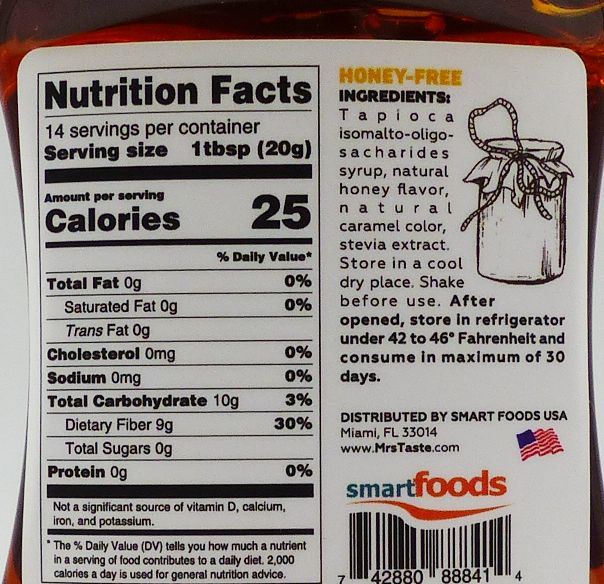 Nutrition Facts
14 servings per container
Serving size 1tbsp (20g)
Amount per serving
Calories 25
% Daily Value*
Total Fat 0g 0%
Saturated Fat 0g 0%
Trans Fat 0g
Cholesterol 0mg 0%
Sodium 0mg 0%
Total Carbohydrate 10g 3%
Dietary Fiber 9g 30%
Total Sugars 0g
Protein 0g 0%
Not a significant source of vitamin D, calcium,
iron, and potassium.
* The % Daily Value (DV) tells you how much a nutrient
in a serving of food contributes to a daily diet. 2,000
calories a day is used for general nutrition advice.
HONEY-FREE
INGREDIENTS:
Tapioca
isomalto-oligo-
sacharides
syrup, natural
honey flavor,
natural
caramel color,
stevia extract.
Store in a cool
dry place. Shake
before use. After
opened, store in refrigerator
under 42 to 46° Fahrenheit and
consume in maximum of 30
days.
DISTRIBUTED BY SMART FOODS USA
Miami, FL 33014
www.MrsTaste.com
smartfoods
7 42880 88841 4